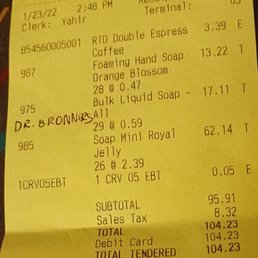 1/23/22 2:40 PM
Clerk: Yahir Terminal:
B54560005001 RTD Double Espress 3.39 E
Coffee
987 Foaming Hand Soap 13.22 T
Orange Blossom
28 @ 0.47
975 Bulk Liquid Soap - 17.11 T
DR. BRONNERS All
29 @ 0.59
985 Soap Mini Royal 62.14 T
Jelly
26 @ 2.39
1CRV05EBT 1 CRV 05 EBT 0.05 E
SUBTOTAL 95.91
Sales Tax 8.32
TOTAL 104.23
Debit Card 104.23
TOTAL TENDERED 104.23